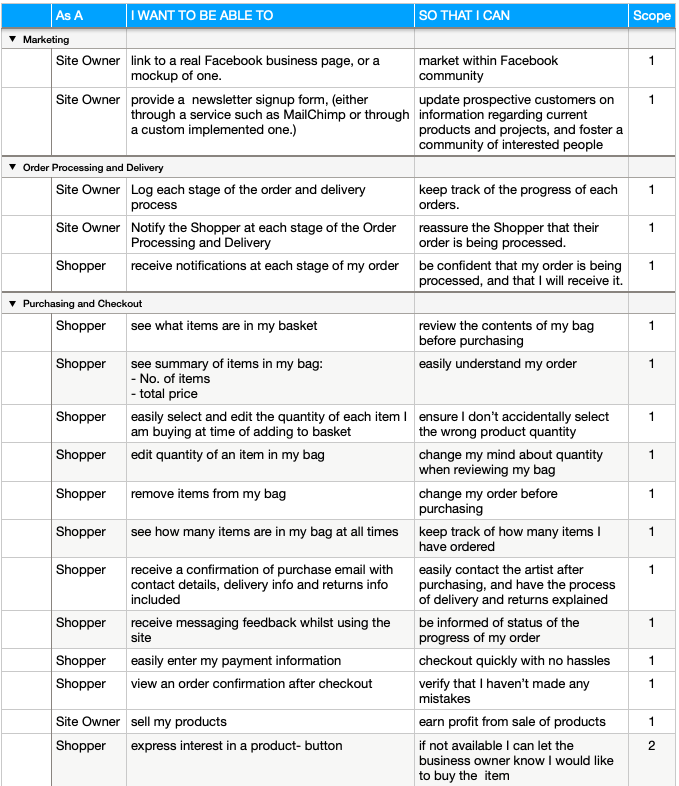 As A I WANT TO BE ABLE TO SO THAT I CAN Scope
▼ Marketing
Site Owner link to a real Facebook business page, or a market within Facebook 1
mockup of one. community
Site Owner provide a newsletter signup form, (either update prospective customers on 1
through a service such as MailChimp or through information regarding current
a custom implemented one.) products and projects, and foster a
community of interested people
▼ Order Processing and Delivery
Site Owner Log each stage of the order and delivery keep track of the progress of each 1
process orders.
Site Owner Notify the Shopper at each stage of the Order reassure the Shopper that their 1
Processing and Delivery order is being processed.
Shopper receive notifications at each stage of my order be confident that my order is being 1
processed, and that I will receive it.
▼ Purchasing and Checkout
Shopper see what items are in my basket review the contents of my bag 1
before purchasing
Shopper see summary of items in my bag: easily understand my order 1
- No. of items
- total price
Shopper easily select and edit the quantity of each item I ensure I don't accidentally select 1
am buying at time of adding to basket the wrong product quantity
Shopper edit quantity of an item in my bag change my mind about quantity 1
when reviewing my bag
Shopper remove items from my bag change my order before 1
purchasing
Shopper see how many items are in my bag at all times keep track of how many items I 1
have ordered
Shopper receive a confirmation of purchase email with easily contact the artist after 1
contact details, delivery info and returns info purchasing, and have the process
included of delivery and returns explained
Shopper receive messaging feedback whilst using the be informed of status of the 1
site progress of my order
Shopper easily enter my payment information checkout quickly with no hassles 1
Shopper view an order confirmation after checkout verify that I haven't made any 1
mistakes
Site Owner sell my products earn profit from sale of products 1
Shopper express interest in a product- button if not available I can let the 2
business owner know I would like
to buy the item